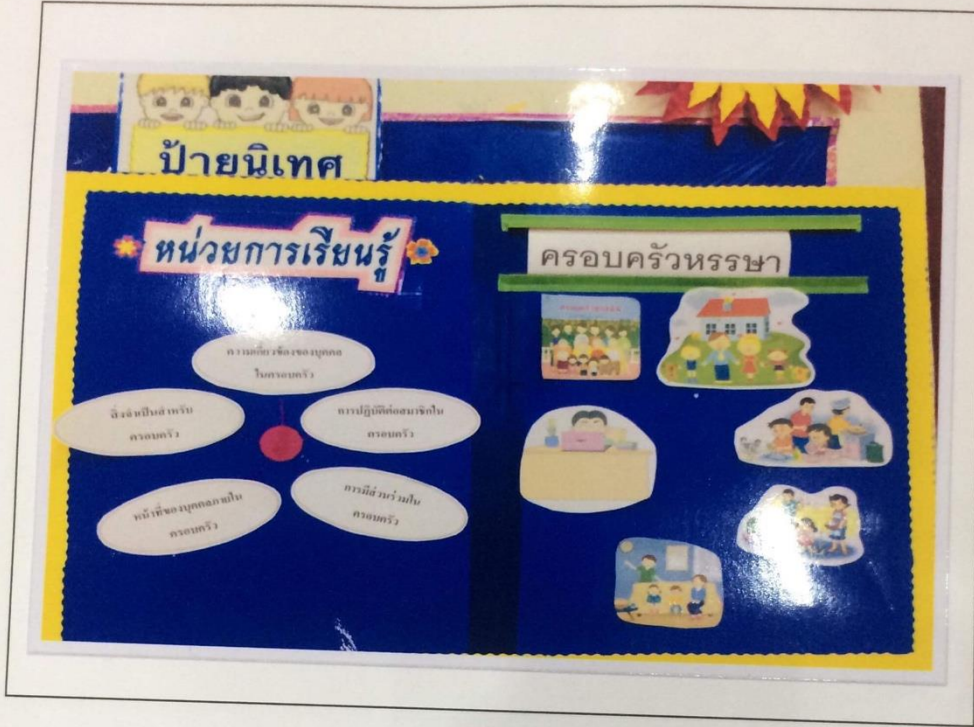 ป้ายนิเทศ
หน่วยการเรียนรู้
ครอบครัวหรรษา
ความเกี่ยวข้องของบุคคล
ในครอบครัว
สิ่งจำเป็นสำหรับ
ครอบครัว
การปฏิบัติต่อสมาชิกใน
ครอบครัว
หน้าที่ของบุคคลภายใน
ครอบครัว
การมีส่วนร่วมใน
ครอบครัว